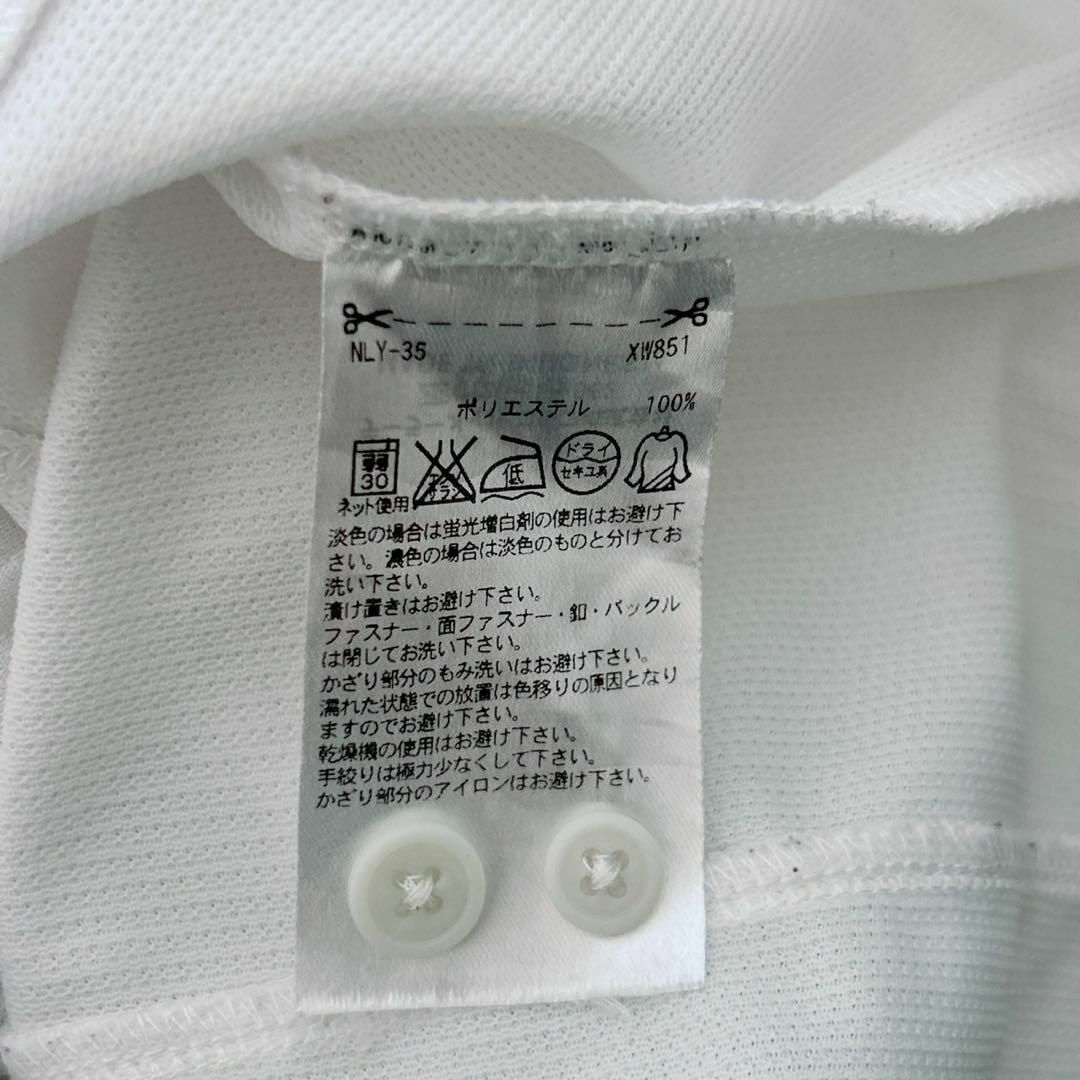 NLY-35 XW851
ポリエステル 100%
弱 30 エンソサラシ 低 ドライ セキユ系
ネット使用
淡色の場合は蛍光増白剤の使用はお避け下
さい。濃色の場合は淡色のものと分けてお
洗い下さい。
漬け置きはお避け下さい。
ファスナー・面ファスナー・釦・バックル
は閉じてお洗い下さい。
かざり部分のもみ洗いはお避け下さい。
濡れた状態での放置は色移りの原因となり
ますのでお避け下さい。
乾燥機の使用はお避け下さい。
手絞りは極力少なくして下さい。
かざり部分のアイロンはお避け下さい。